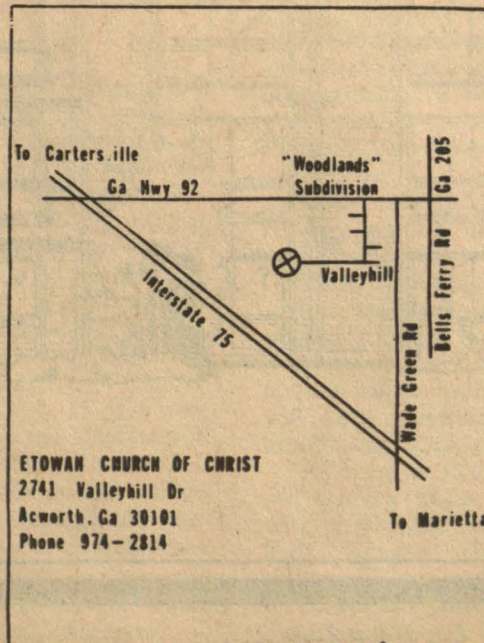 To Carters.ille
Ga Hwy 92
"Woodlands"
Subdivision
Ga 205
Valleyhill
Bells Ferry Rd
Interstate 75
Wade Green Rd
ETOWAH CHURCH OF CHRIST
2741 Valleyhill Dr
Acworth, Ga 30101
Phone 974-2814
To Marietta